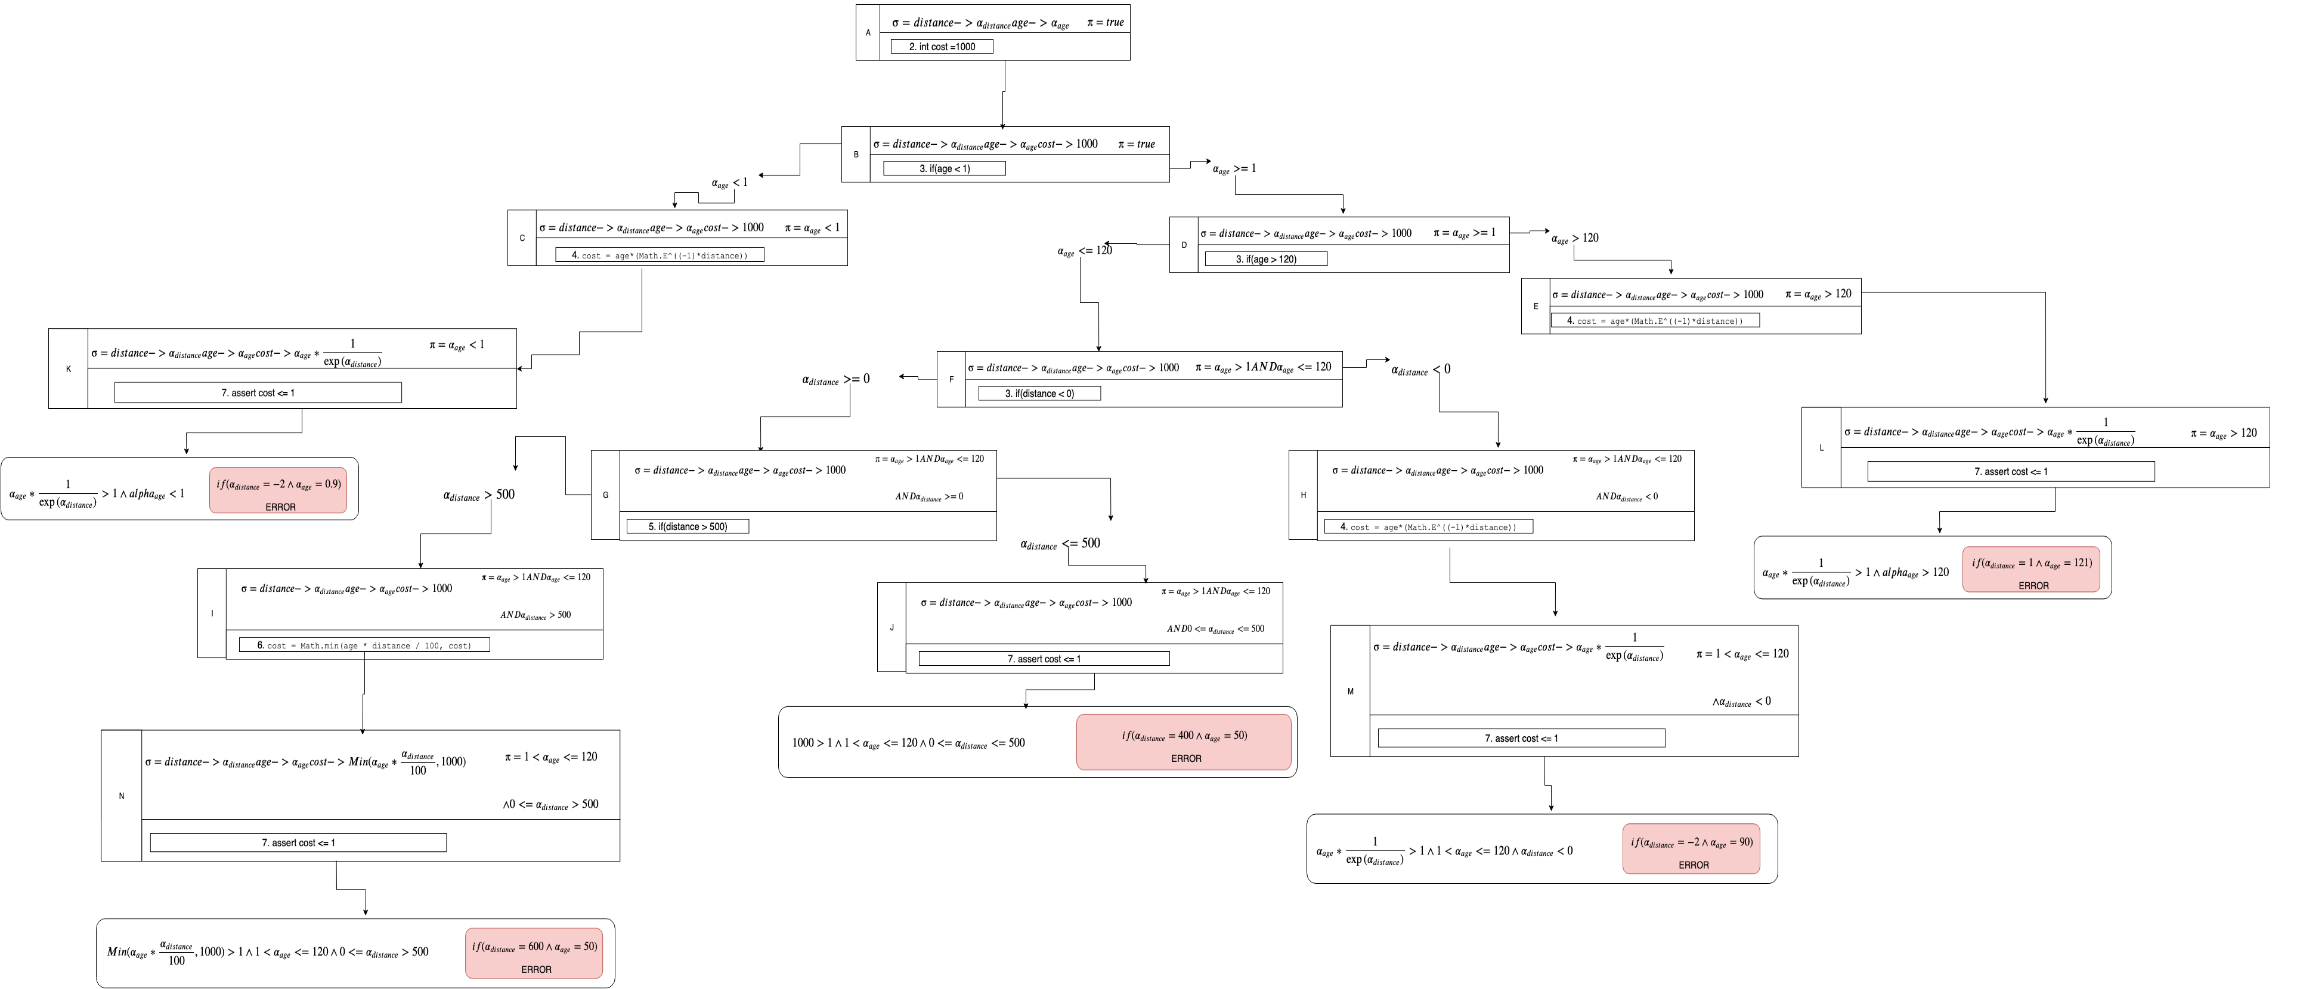 A
σ = distance− > α_distance age− > α_age π = true
2. int cost =1000
B
σ = distance− > α_distance age− > α_age cost− > 1000 π = true
3. if(age < 1)
α_age < 1
α_age >= 1
C
σ = distance− > α_distance age− > α_age cost− > 1000 π = α_age < 1
4. cost = age*(Math.E^((-1)*distance))
D
σ = distance− > α_distance age− > α_age cost− > 1000 π = α_age >= 1
3. if(age > 120)
α_age <= 120
α_age > 120
E
σ = distance− > α_distance age− > α_age cost− > 1000 π = α_age > 120
4. cost = age*(Math.E^((-1)*distance))
K
σ = distance− > α_distance age− > α_age cost− > α_age * 1/exp(α_distance) π = α_age < 1
7. assert cost <= 1
F
σ = distance− > α_distance age− > α_age cost− > 1000 π = α_age > 1ANDα_age <= 120
3. if(distance < 0)
α_distance >= 0
α_distance < 0
L
σ = distance− > α_distance age− > α_age cost− > α_age * 1/exp(α_distance) π = α_age > 120
7. assert cost <= 1
α_age * 1/exp(α_distance) > 1 ∧ alpha_age < 1
if(α_distance = −2 ∧ α_age = 0.9)
ERROR
G
σ = distance− > α_distance age− > α_age cost− > 1000
π = α_age > 1ANDα_age <= 120
ANDα_distance >= 0
5. if(distance > 500)
α_distance > 500
α_distance <= 500
H
σ = distance− > α_distance age− > α_age cost− > 1000
π = α_age > 1ANDα_age <= 120
ANDα_distance < 0
4. cost = age*(Math.E^((-1)*distance))
α_age * 1/exp(α_distance) > 1 ∧ alpha_age > 120
if(α_distance = 1 ∧ α_age = 121)
ERROR
I
σ = distance− > α_distance age− > α_age cost− > 1000
π = α_age > 1ANDα_age <= 120
ANDα_distance > 500
6. cost = Math.min(age * distance / 100, cost)
J
σ = distance− > α_distance age− > α_age cost− > 1000
π = α_age > 1ANDα_age <= 120
AND0 <= α_distance <= 500
7. assert cost <= 1
M
σ = distance− > α_distance age− > α_age cost− > α_age * 1/exp(α_distance)
π = 1 < α_age <= 120
∧α_distance < 0
7. assert cost <= 1
1000 > 1 ∧ 1 < α_age <= 120 ∧ 0 <= α_distance <= 500
if(α_distance = 400 ∧ α_age = 50)
ERROR
N
σ = distance− > α_distance age− > α_age cost− > Min(α_age * α_distance/100, 1000)
π = 1 < α_age <= 120
∧0 <= α_distance > 500
7. assert cost <= 1
α_age * 1/exp(α_distance) > 1 ∧ 1 < α_age <= 120 ∧ α_distance < 0
if(α_distance = −2 ∧ α_age = 90)
ERROR
Min(α_age * α_distance/100, 1000) > 1 ∧ 1 < α_age <= 120 ∧ 0 <= α_distance > 500
if(α_distance = 600 ∧ α_age = 50)
ERROR